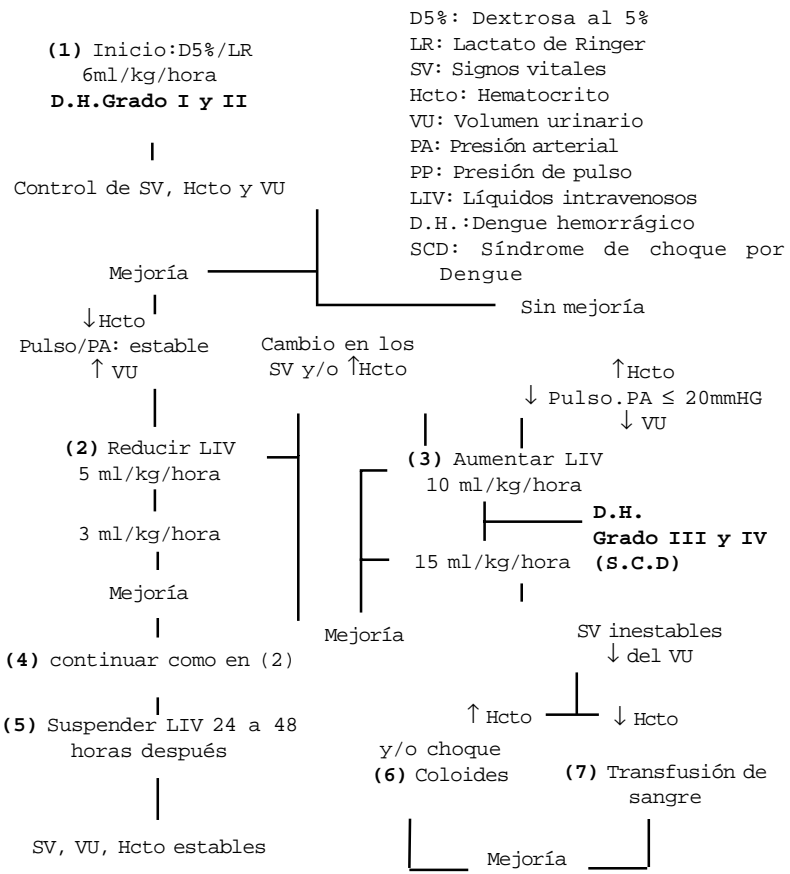 (1) Inicio:D5%/LR
6ml/kg/hora
D.H.Grado I y II
D5%: Dextrosa al 5%
LR: Lactato de Ringer
SV: Signos vitales
Hcto: Hematocrito
VU: Volumen urinario
PA: Presión arterial
PP: Presión de pulso
LIV: Líquidos intravenosos
D.H.:Dengue hemorrágico
SCD: Síndrome de choque por
Dengue
Control de SV, Hcto y VU
Mejoría
Sin mejoría
↓Hcto
Pulso/PA: estable
↑ VU
Cambio en los
SV y/o ↑Hcto
↑Hcto
↓ Pulso.PA ≤ 20mmHG
↓ VU
(2) Reducir LIV
5 ml/kg/hora
(3) Aumentar LIV
10 ml/kg/hora
3 ml/kg/hora
D.H.
Grado III y IV
(S.C.D)
15 ml/kg/hora
Mejoría
Mejoría
SV inestables
↓ del VU
(4) continuar como en (2)
(5) Suspender LIV 24 a 48
horas después
↑ Hcto
↓ Hcto
y/o choque
(6) Coloides
(7) Transfusión de
sangre
SV, VU, Hcto estables
Mejoría